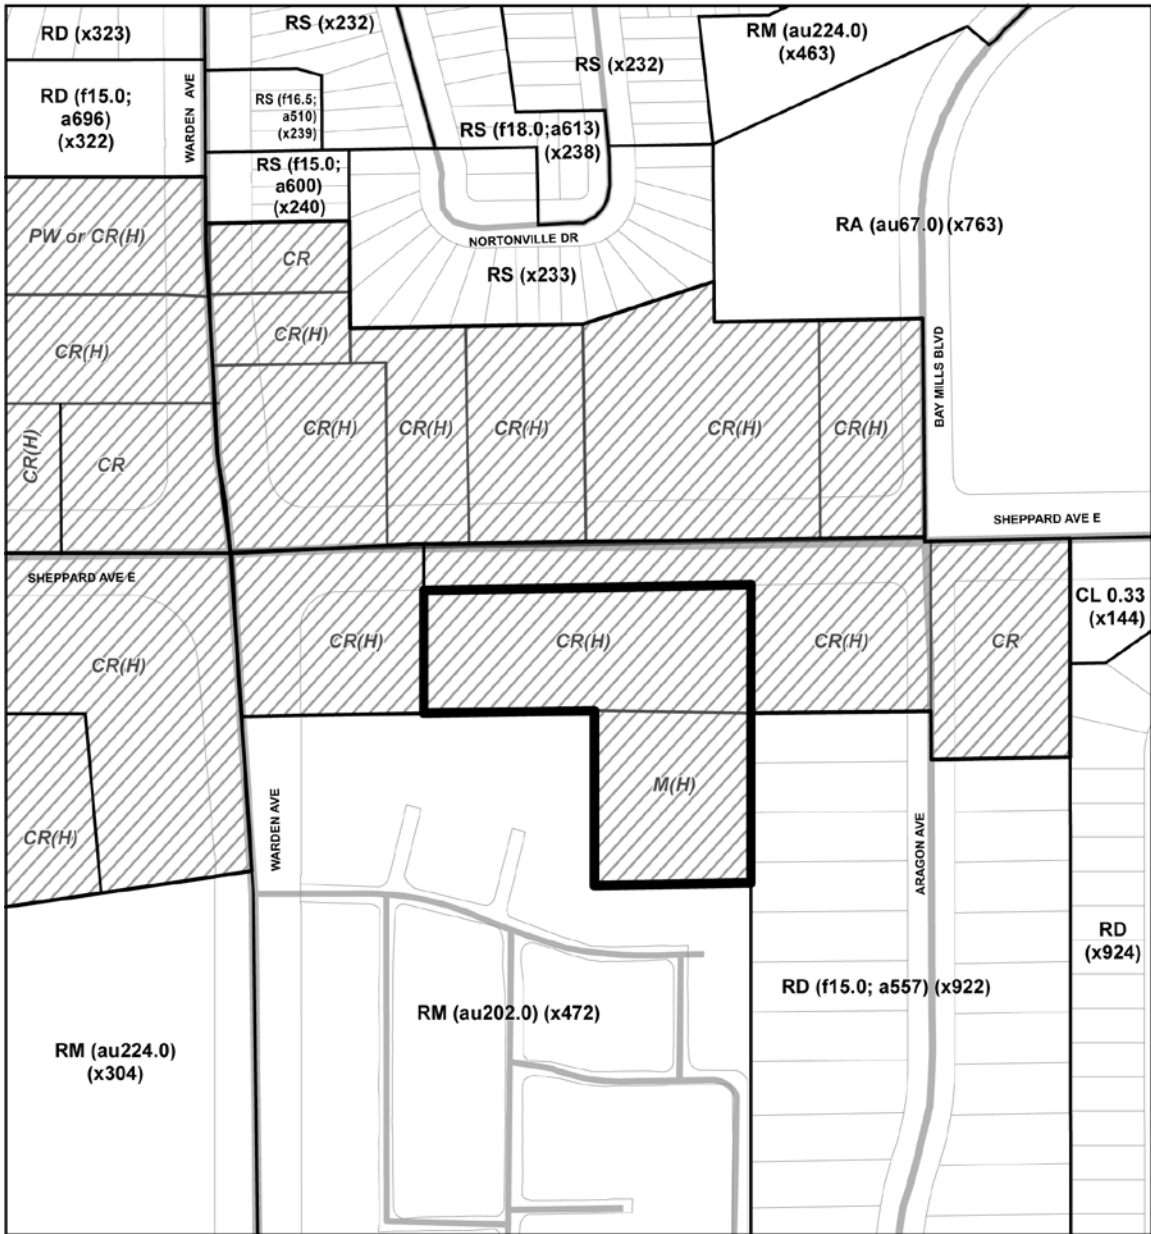 RD (x323)
RS (x232)
RM (au224.0)
(x463)
RS (x232)
RD (f15.0;
a696)
(x322)
WARDEN AVE
RS (f16.5;
a510)
(x239)
RS (f18.0;a613)
(x238)
RS (f15.0;
a600)
(x240)
PW or CR(H)
CR
NORTONVILLE DR
RS (x233)
RA (au67.0) (x763)
CR(H)
CR(H)
BAY MILLS BLVD
CR(H)
CR
CR(H)
CR(H)
CR(H)
CR(H)
CR(H)
SHEPPARD AVE E
SHEPPARD AVE E
CR(H)
CR(H)
CR(H)
CR(H)
CR
CL 0.33
(x144)
CR(H)
WARDEN AVE
M(H)
ARAGON AVE
RD
(x924)
RM (au224.0)
(x304)
RM (au202.0) (x472)
RD (f15.0; a557) (x922)